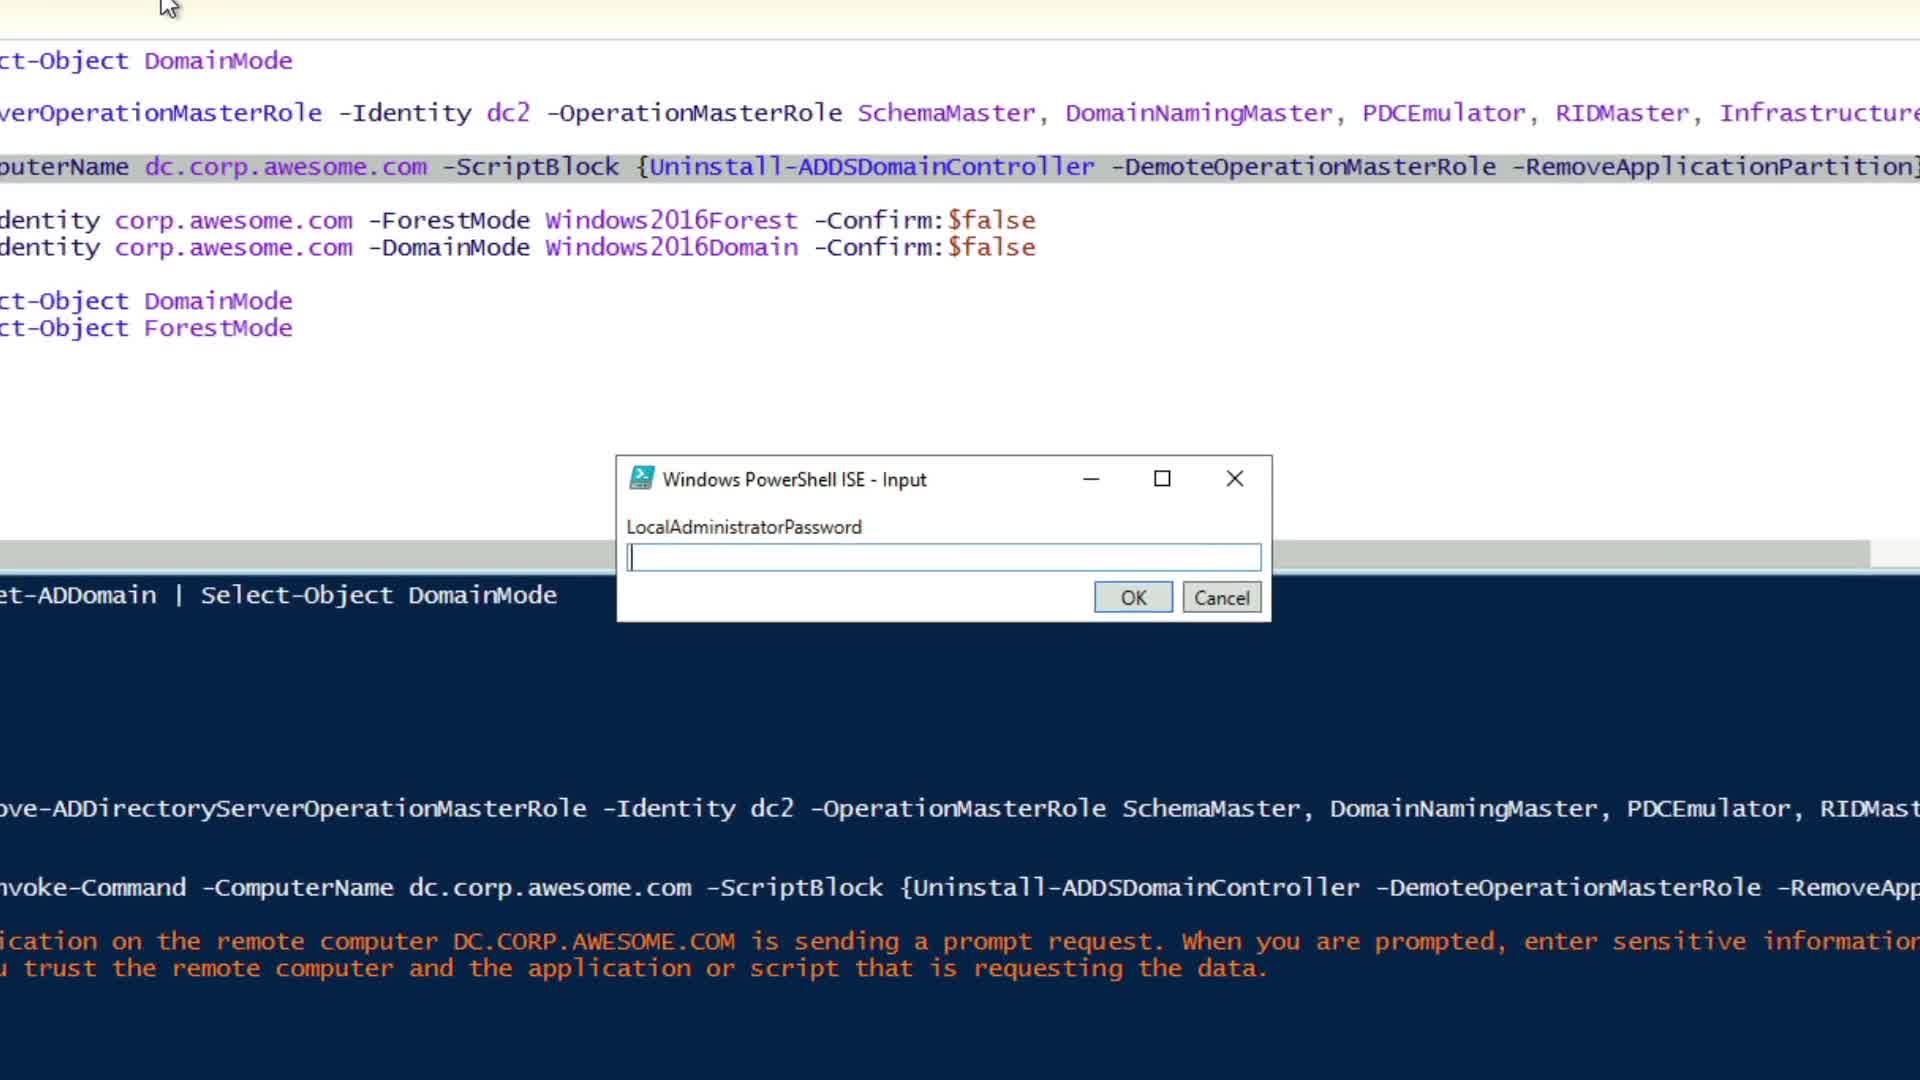 ct-Object DomainMode
verOperationMasterRole -Identity dc2 -OperationMasterRole SchemaMaster, DomainNamingMaster, PDCEmulator, RIDMaster, Infrastructure
puterName dc.corp.awesome.com -ScriptBlock {Uninstall-ADDSDomainController -DemoteOperationMasterRole -RemoveApplicationPartition}
dentity corp.awesome.com -ForestMode Windows2016Forest -Confirm:$false
dentity corp.awesome.com -DomainMode Windows2016Domain -Confirm:$false
ct-Object DomainMode
ct-Object ForestMode
Windows PowerShell ISE - Input
LocalAdministratorPassword
OK Cancel
et-ADDomain | Select-Object DomainMode
ove-ADDirectoryServerOperationMasterRole -Identity dc2 -OperationMasterRole SchemaMaster, DomainNamingMaster, PDCEmulator, RIDMast
nvoke-Command -ComputerName dc.corp.awesome.com -ScriptBlock {Uninstall-ADDSDomainController -DemoteOperationMasterRole -RemoveApp
ication on the remote computer DC.CORP.AWESOME.COM is sending a prompt request. When you are prompted, enter sensitive information
u trust the remote computer and the application or script that is requesting the data.